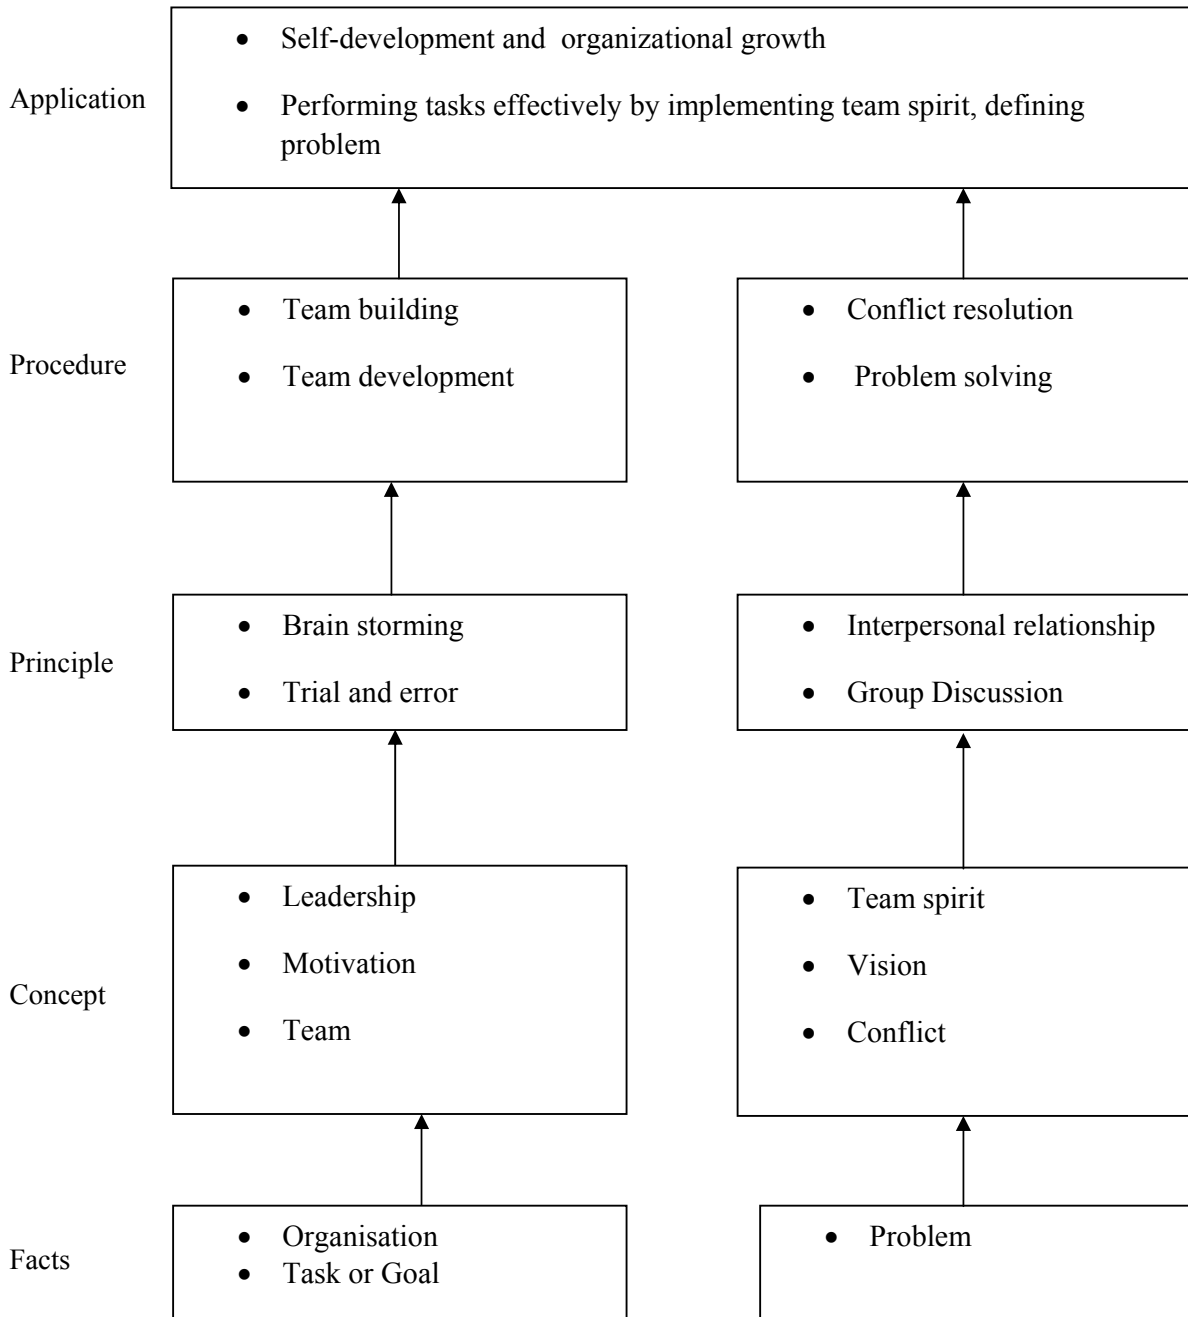 Application
• Self-development and organizational growth
• Performing tasks effectively by implementing team spirit, defining
problem
Procedure
• Team building
• Team development
• Conflict resolution
• Problem solving
Principle
• Brain storming
• Trial and error
• Interpersonal relationship
• Group Discussion
Concept
• Leadership
• Motivation
• Team
• Team spirit
• Vision
• Conflict
Facts
• Organisation
• Task or Goal
• Problem